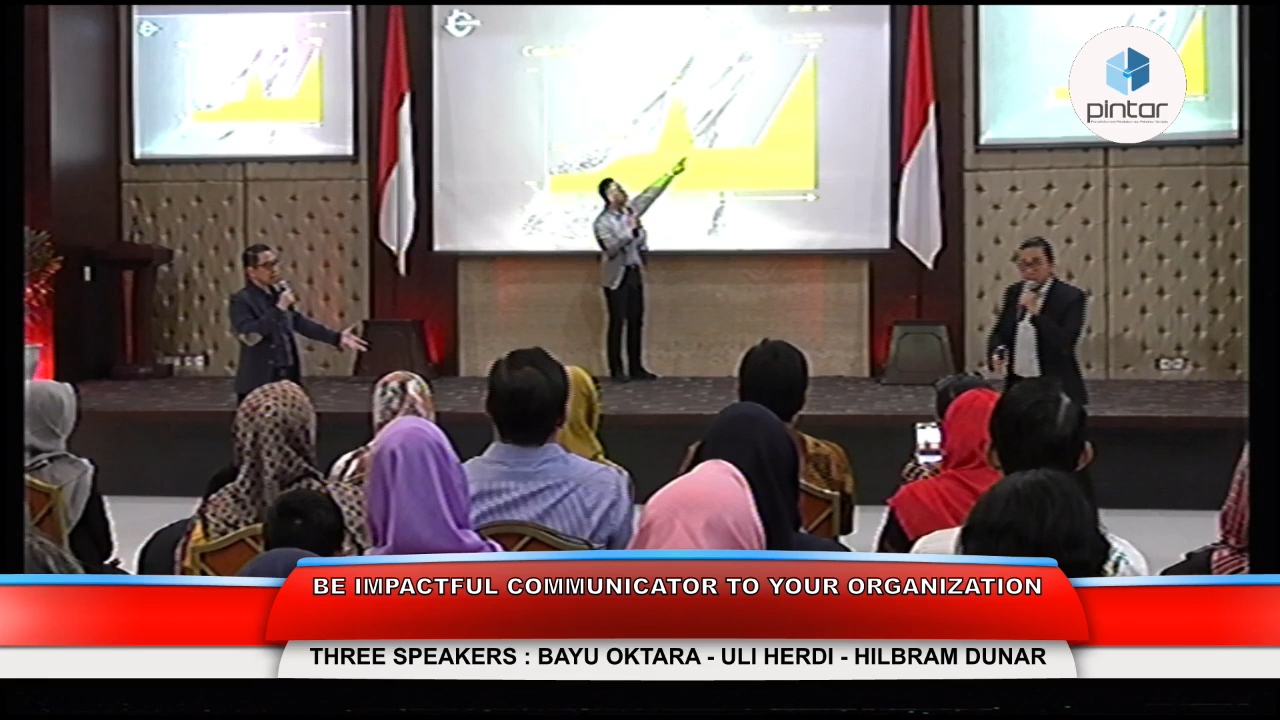 pintar
BE IMPACTFUL COMMUNICATOR TO YOUR ORGANIZATION
THREE SPEAKERS : BAYU OKTARA - ULI HERDI - HILBRAM DUNAR